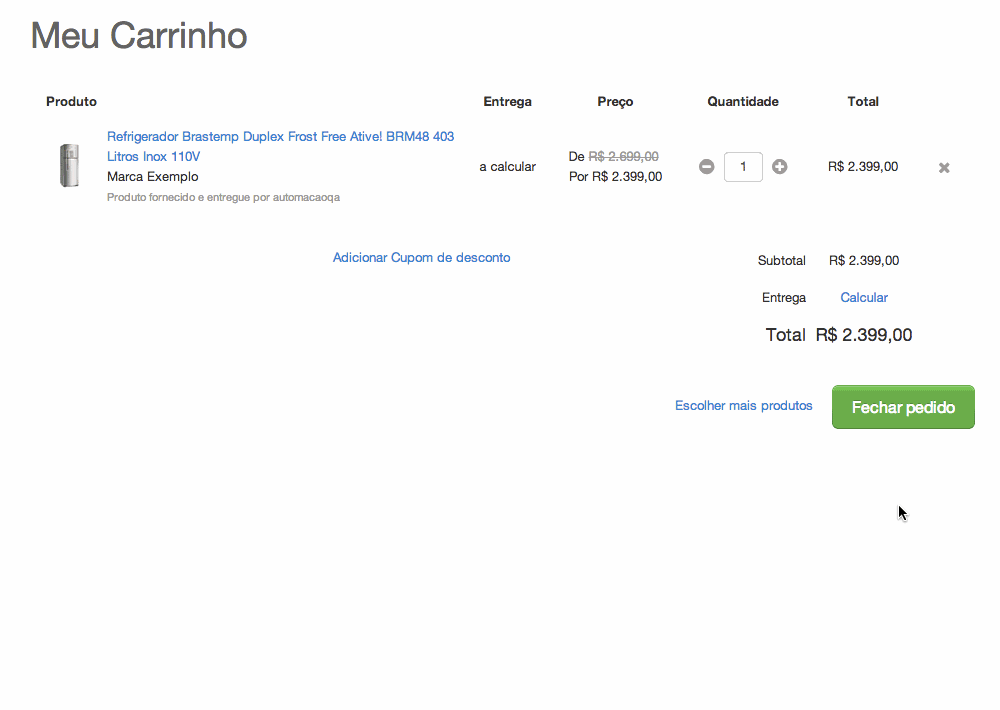 Meu Carrinho
Produto Entrega Preço Quantidade Total
Refrigerador Brastemp Duplex Frost Free Ative! BRM48 403
Litros Inox 110V
Marca Exemplo
Produto fornecido e entregue por automacaoqa
a calcular
De R$ 2.699,00
Por R$ 2.399,00
1
R$ 2.399,00
Adicionar Cupom de desconto
Subtotal R$ 2.399,00
Entrega Calcular
Total R$ 2.399,00
Escolher mais produtos
Fechar pedido